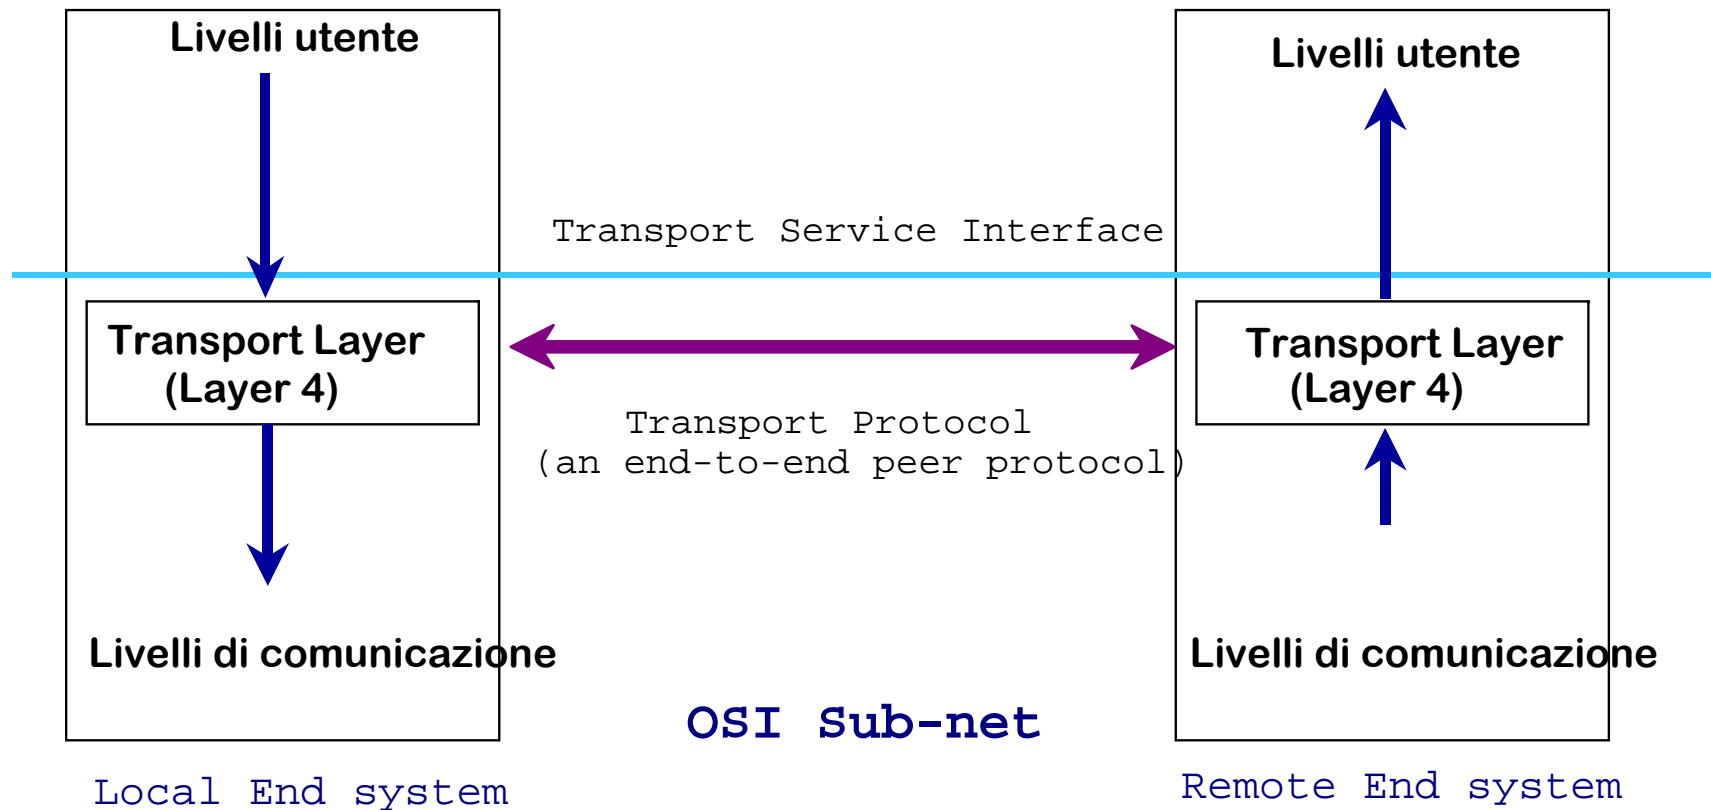 Livelli utente
Livelli utente
Transport Service Interface
Transport Layer
(Layer 4)
Transport Layer
(Layer 4)
Transport Protocol
(an end-to-end peer protocol)
Livelli di comunicazione
Livelli di comunicazione
OSI Sub-net
Local End system
Remote End system